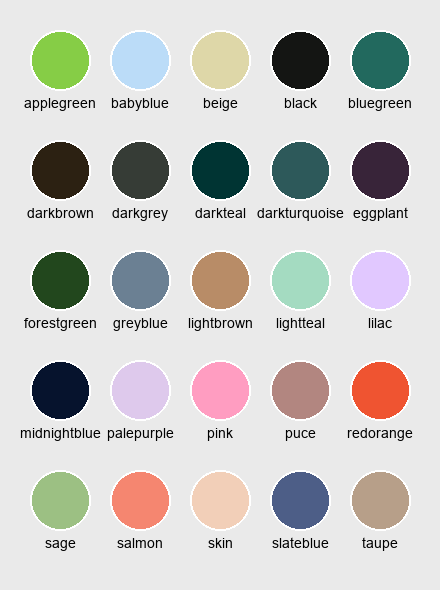 applegreen babyblue beige black bluegreen
darkbrown darkgrey darkteal darkturquoise eggplant
forestgreen greyblue lightbrown lightteal lilac
midnightblue palepurple pink puce redorange
sage salmon skin slateblue taupe